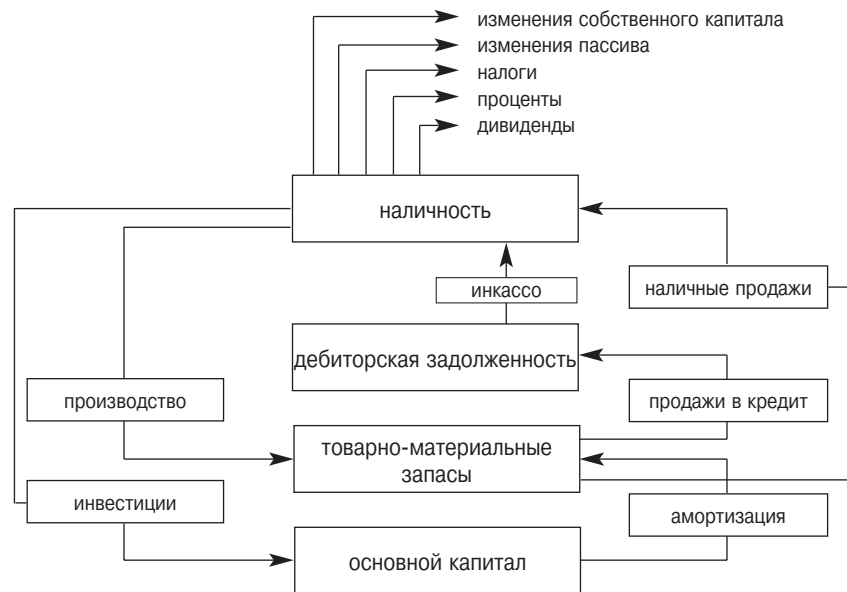 изменения собственного капитала
изменения пассива
налоги
проценты
дивиденды
наличность
инкассо
наличные продажи
дебиторская задолженность
производство
продажи в кредит
товарно-материальные
запасы
инвестиции
амортизация
основной капитал